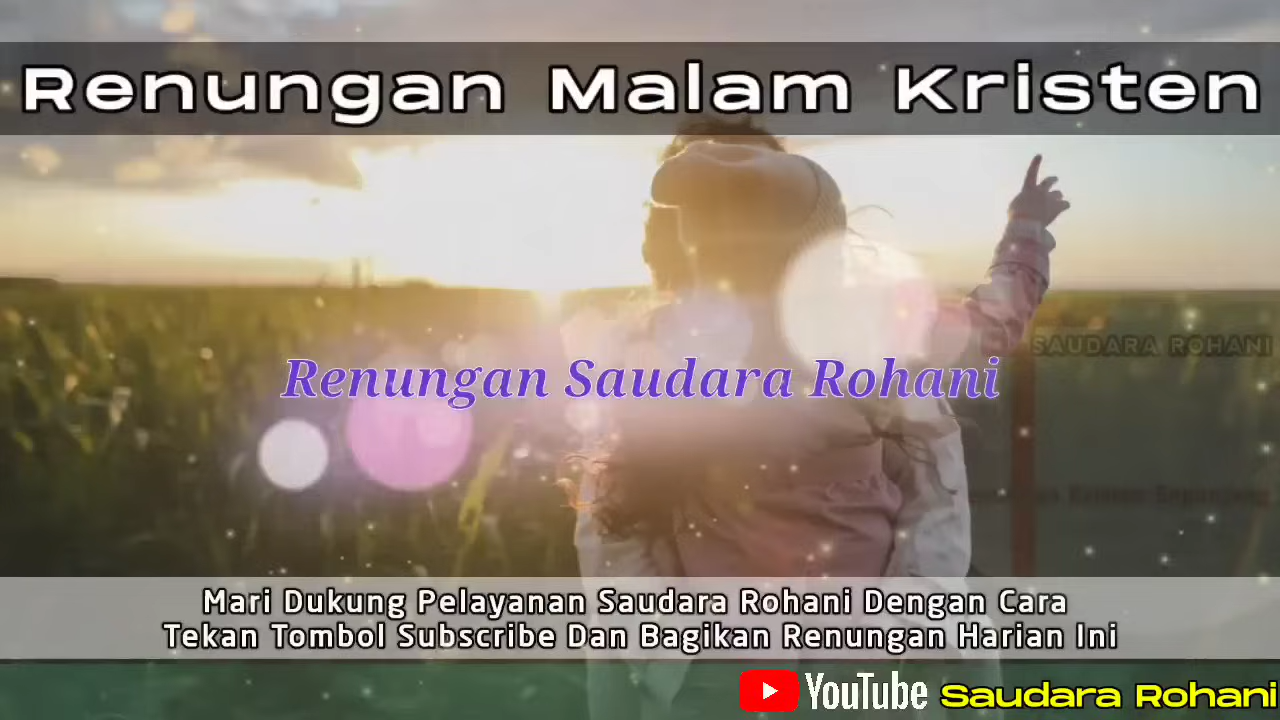 Renungan Malam Kristen
SAUDARA ROHANI
Renungan Saudara Rohani
Mari Dukung Pelayanan Saudara Rohani Dengan Cara
Tekan Tombol Subscribe Dan Bagikan Renungan Harian Ini
YouTube Saudara Rohani